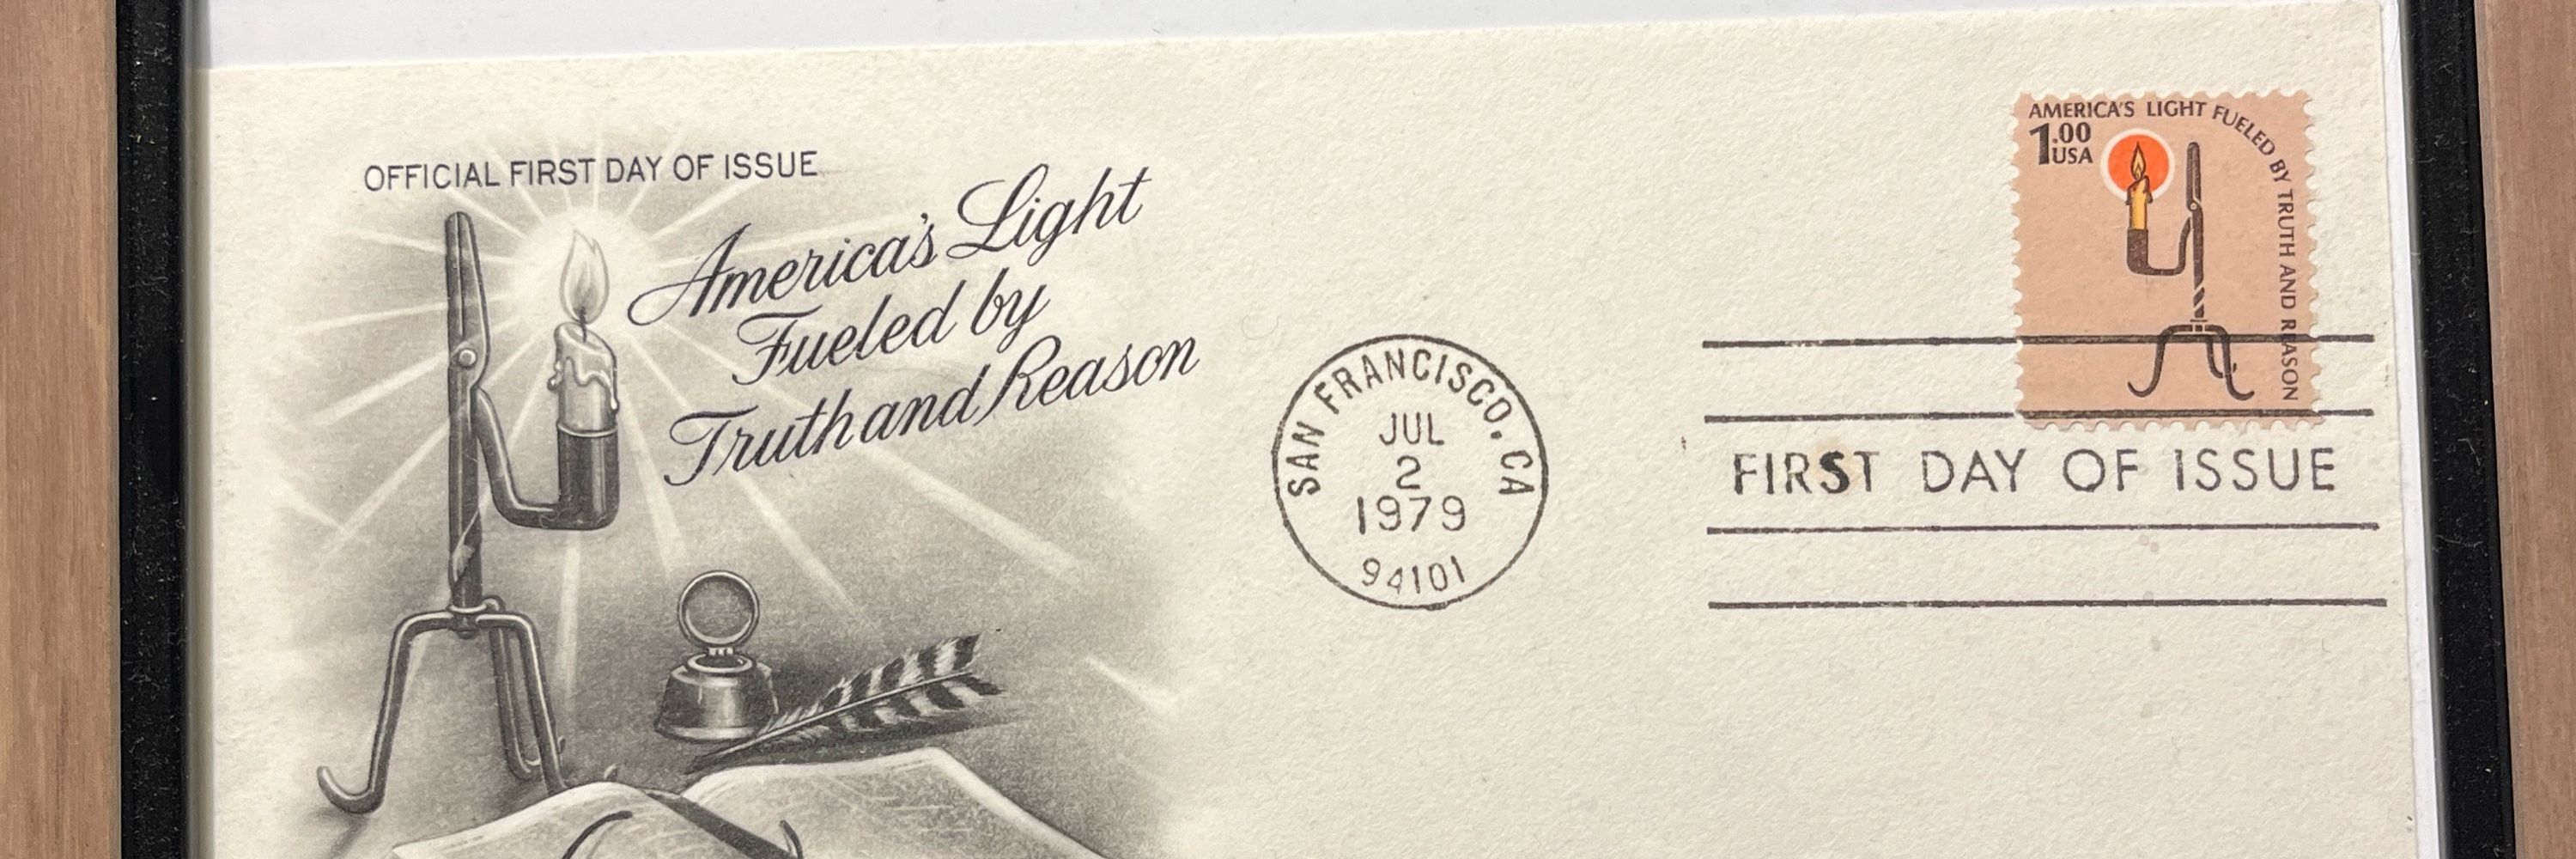 OFFICIAL FIRST DAY OF ISSUE
America's Light
Fueled by
Truth and Reason
SAN FRANCISCO, CA
JUL
2
1979
94101
AMERICA'S LIGHT FUELED BY TRUTH AND REASON
1.00
USA
FIRST DAY OF ISSUE